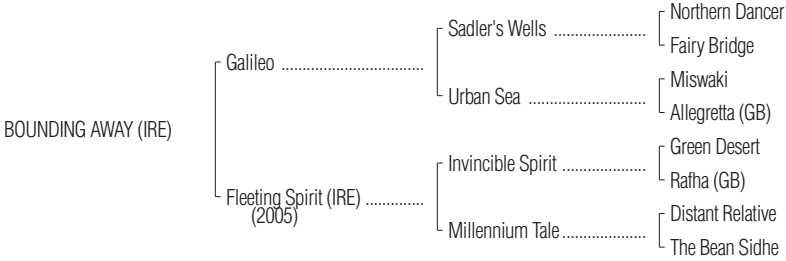 Northern Dancer
Sadler's Wells ......................
Fairy Bridge
Galileo ..................................
Miswaki
Urban Sea ............................
Allegretta (GB)
BOUNDING AWAY (IRE)
Green Desert
Invincible Spirit ....................
Rafha (GB)
Fleeting Spirit (IRE) ..............
(2005)
Distant Relative
Millennium Tale....................
The Bean Sidhe